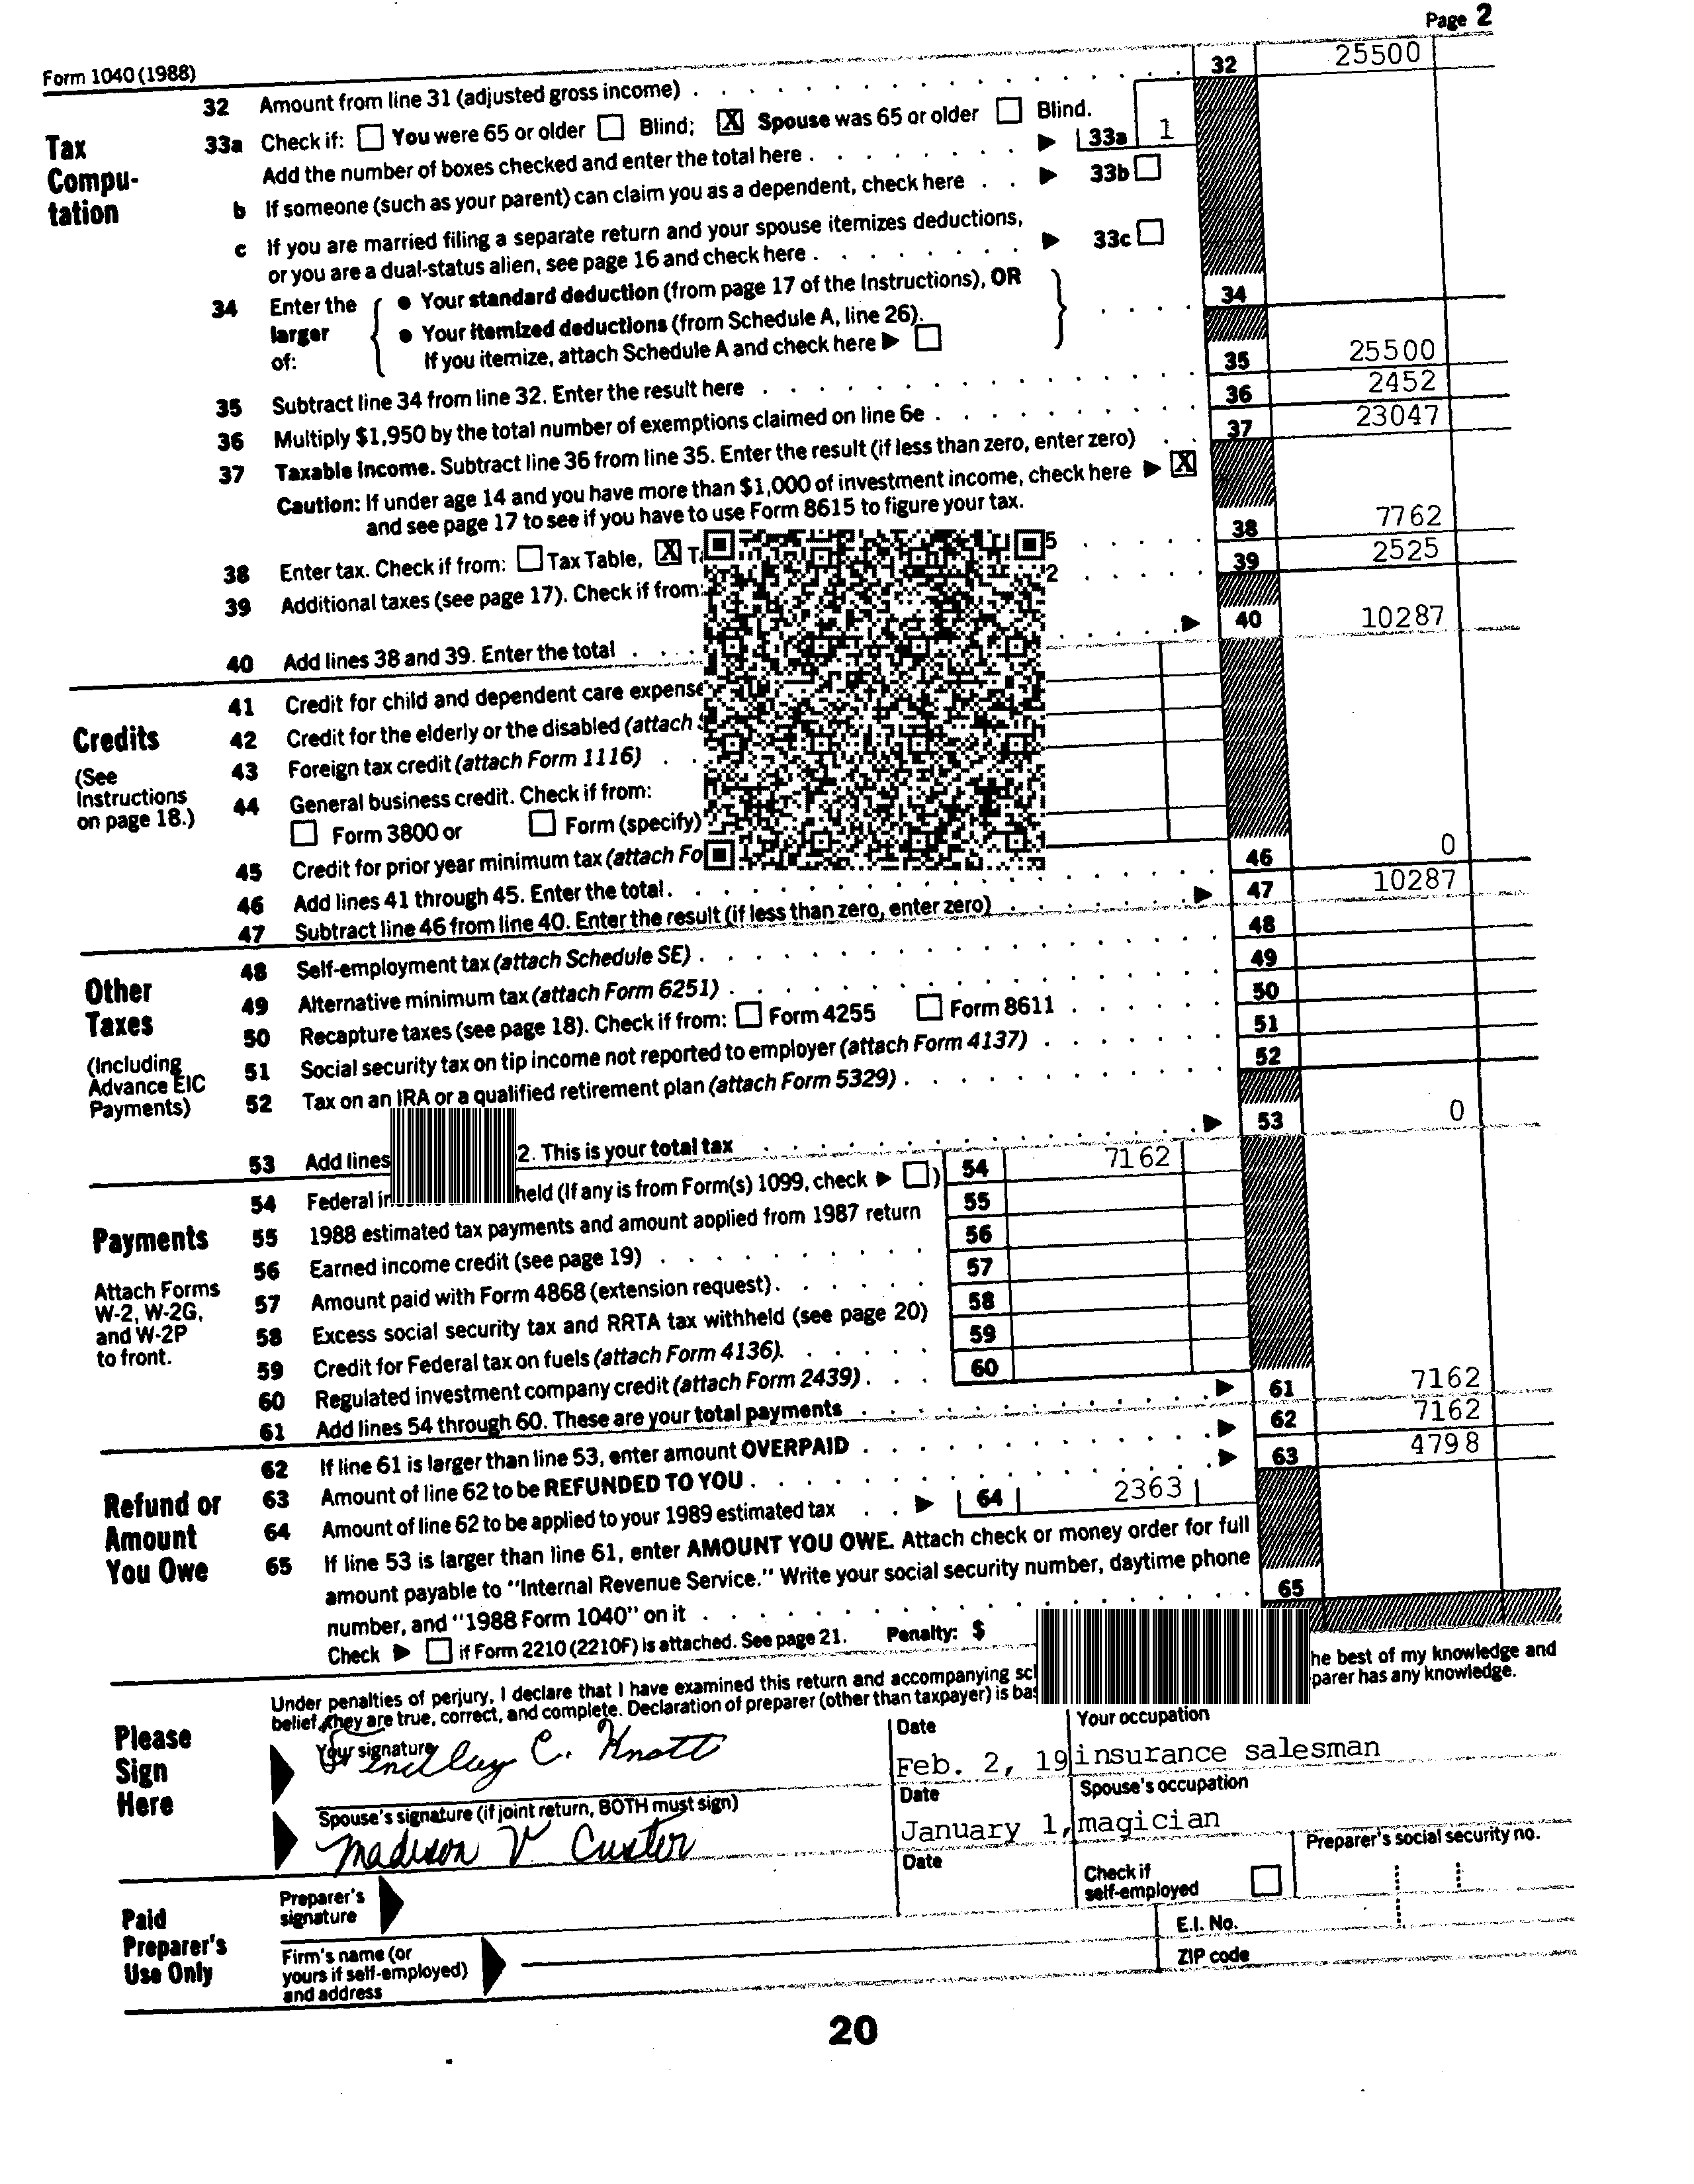 Page 2
Form 1040 (1988)
32 Amount from line 31 (adjusted gross income) . . . . . . . . . . . . . . . 32 25500
Tax Compu- tation
33a Check if: You were 65 or older Blind; X Spouse was 65 or older Blind.
Add the number of boxes checked and enter the total here . . . . . . . . 33a 1
b If someone (such as your parent) can claim you as a dependent, check here . . 33b
c If you are married filing a separate return and your spouse itemizes deductions,
or you are a dual-status alien, see page 16 and check here . . . . . . . . 33c
34 Enter the larger of:
● Your standard deduction (from page 17 of the Instructions), OR
● Your itemized deductions (from Schedule A, line 26).
If you itemize, attach Schedule A and check here
. . . . 34
35 Subtract line 34 from line 32. Enter the result here . . . . . . . . . . . . 35 25500
36 Multiply $1,950 by the total number of exemptions claimed on line 6e . . . . . . . . 36 2452
37 Taxable income. Subtract line 36 from line 35. Enter the result (if less than zero, enter zero) . . 37 23047
Caution: If under age 14 and you have more than $1,000 of investment income, check here X
and see page 17 to see if you have to use Form 8615 to figure your tax.
38 Enter tax. Check if from: Tax Table, X T 5 . . . . 38 7762
39 Additional taxes (see page 17). Check if from: 2 . . . . 39 2525
40 Add lines 38 and 39. Enter the total . . . . . . . 40 10287
Credits
(See Instructions on page 18.)
41 Credit for child and dependent care expense
42 Credit for the elderly or the disabled (attach
43 Foreign tax credit (attach Form 1116) . .
44 General business credit. Check if from:
Form 3800 or Form (specify)
45 Credit for prior year minimum tax (attach Fo
46 Add lines 41 through 45. Enter the total . . . . . . . . . . . . . . . 46 0
47 Subtract line 46 from line 40. Enter the result (if less than zero, enter zero) . . . . . . . 47 10287
Other Taxes
(Including Advance EIC Payments)
48 Self-employment tax (attach Schedule SE) . . . . . . . . . . . . . . . 48
49 Alternative minimum tax (attach Form 6251) . . . . . . . . . . . . . . 49
50 Recapture taxes (see page 18). Check if from: Form 4255 Form 8611 . . . . . . 50
51 Social security tax on tip income not reported to employer (attach Form 4137) . . . . . . . 51
52 Tax on an IRA or a qualified retirement plan (attach Form 5329) . . . . . . . . . . . 52
53 Add lines 2. This is your total tax . . . . . . . . . . . . . . 53 0
Payments
Attach Forms W-2, W-2G, and W-2P to front.
54 Federal in held (If any is from Form(s) 1099, check ) 54 7162
55 1988 estimated tax payments and amount applied from 1987 return 55
56 Earned income credit (see page 19) . . . . . . . . . . 56
57 Amount paid with Form 4868 (extension request) . . . . . . 57
58 Excess social security tax and RRTA tax withheld (see page 20) 58
59 Credit for Federal tax on fuels (attach Form 4136) . . . . . . 59
60 Regulated investment company credit (attach Form 2439) . . . 60
61 Add lines 54 through 60. These are your total payments . . . . . . . . . . . . 61 7162
Refund or Amount You Owe
62 If line 61 is larger than line 53, enter amount OVERPAID . . . . . . . . . . . . 62 7162
63 Amount of line 62 to be REFUNDED TO YOU . . . . . . . . . . . . . . 63 4798
64 Amount of line 62 to be applied to your 1989 estimated tax . . 64 2363
65 If line 53 is larger than line 61, enter AMOUNT YOU OWE. Attach check or money order for full
amount payable to "Internal Revenue Service." Write your social security number, daytime phone
number, and "1988 Form 1040" on it . . . . . . . . . . . . . . . . 65
Check if Form 2210 (2210F) is attached. See page 21. Penalty: $
Please Sign Here
Under penalties of perjury, I declare that I have examined this return and accompanying sc he best of my knowledge and
belief, they are true, correct, and complete. Declaration of preparer (other than taxpayer) is ba parer has any knowledge.
Your signature C. Knott
Date Feb. 2, 19
Your occupation insurance salesman
Spouse's signature (if joint return, BOTH must sign) Madison V Custer
Date January 1,
Spouse's occupation magician
Paid Preparer's Use Only
Preparer's signature
Date
Check if self-employed
Preparer's social security no.
Firm's name (or yours if self-employed) and address
E.I. No.
ZIP code
20